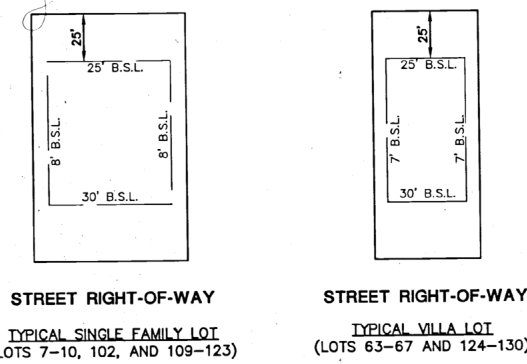 25'
25' B.S.L.
8' B.S.L.
8' B.S.L.
30' B.S.L.
STREET RIGHT-OF-WAY
TYPICAL SINGLE FAMILY LOT
LOTS 7-10, 102, AND 109-123)
25'
25' B.S.L.
7' B.S.L.
7' B.S.L.
30' B.S.L.
STREET RIGHT-OF-WAY
TYPICAL VILLA LOT
(LOTS 63-67 AND 124-130)